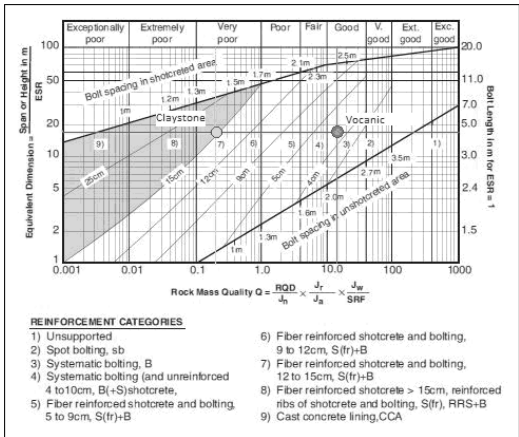 Exceptionally poor
Extremely poor
Very poor
Poor
Fair
Good
V. good
Ext. good
Exc. good
100
50
20
10
5
2
1
Equivalent Dimension = Span or Height in m
ESR
20.0
11.0
7.0
5.0
3.0
2.4
1.5
Bolt Length in m for ESR = 1
Bolt spacing in shotcreted area
1m
1.2m
1.3m
1.5m
1.7m
2.1m
2.3m
2.5m
Claystone
Vocanic
9)
8)
7)
6)
5)
4)
3)
2)
1)
25cm
15cm
12cm
9cm
5cm
4cm
3.5m
2.7m
2.0m
1.6m
1.3m
1m
Bolt spacing in unshotcreted area
0.001
0.01
0.1
1.0
10.0
100
1000
Rock Mass Quality Q = RQD/Jn × Jr/Ja × Jw/SRF
REINFORCEMENT CATEGORIES
1) Unsupported
2) Spot bolting, sb
3) Systematic bolting, B
4) Systematic bolting (and unreinforced
4 to10cm, B(+S)shotcrete,
5) Fiber reinforced shotcrete and bolting,
5 to 9cm, S(fr)+B
6) Fiber reinforced shotcrete and bolting,
9 to 12cm, S(fr)+B
7) Fiber reinforced shotcrete and bolting,
12 to 15cm, S(fr)+B
8) Fiber reinforced shotcrete > 15cm, reinforced
ribs of shotcrete and bolting, S(fr), RRS+B
9) Cast concrete lining,CCA